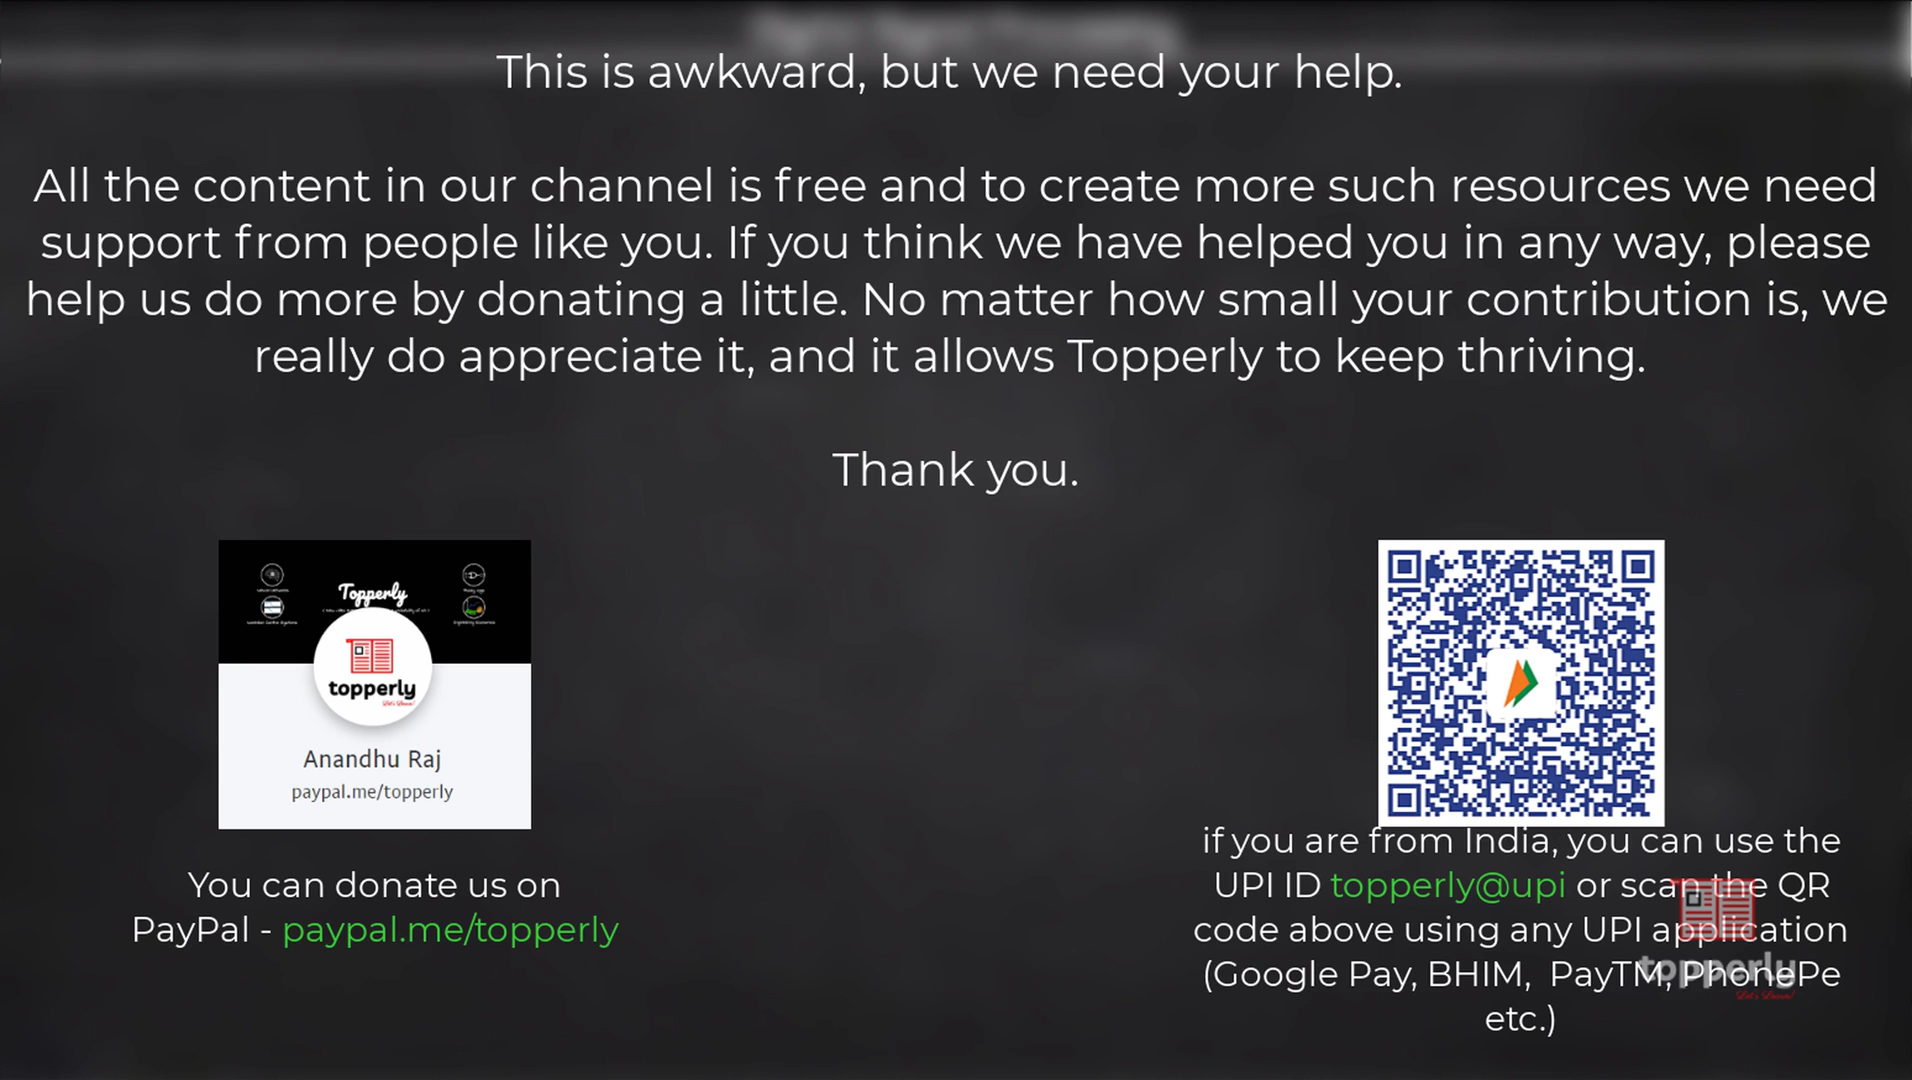 This is awkward, but we need your help.
All the content in our channel is free and to create more such resources we need
support from people like you. If you think we have helped you in any way, please
help us do more by donating a little. No matter how small your contribution is, we
really do appreciate it, and it allows Topperly to keep thriving.
Thank you.
Topperly
topperly
Let's Learn!
Anandhu Raj
paypal.me/topperly
You can donate us on
PayPal - paypal.me/topperly
if you are from India, you can use the
UPI ID topperly@upi or scan the QR
code above using any UPI application
(Google Pay, BHIM, PayTM, PhonePe
etc.)
topperly
Let's Learn!